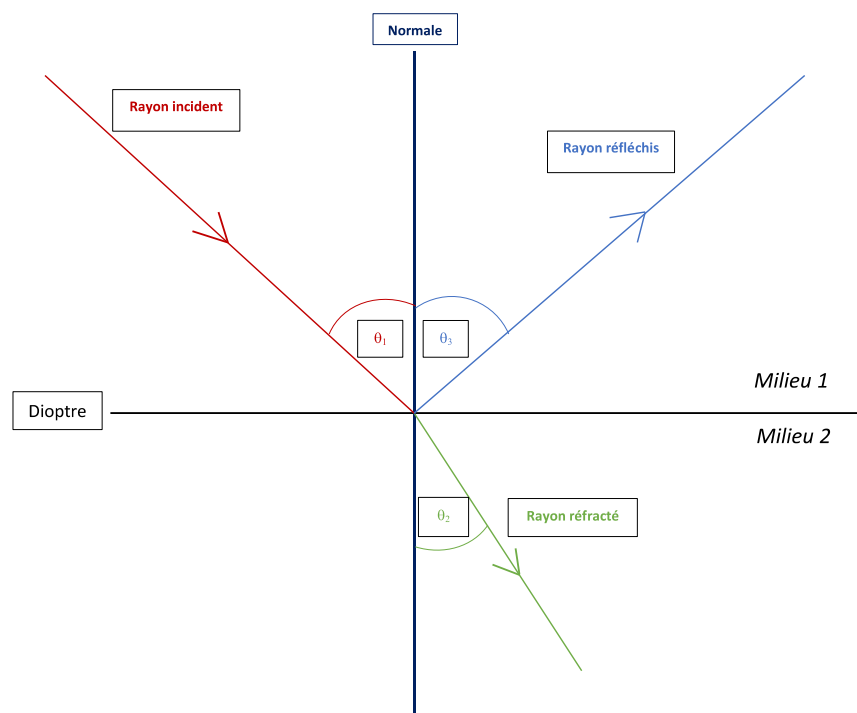 Normale
Rayon incident
Rayon réfléchis
θ1
θ3
Milieu 1
Dioptre
Milieu 2
θ2
Rayon réfracté